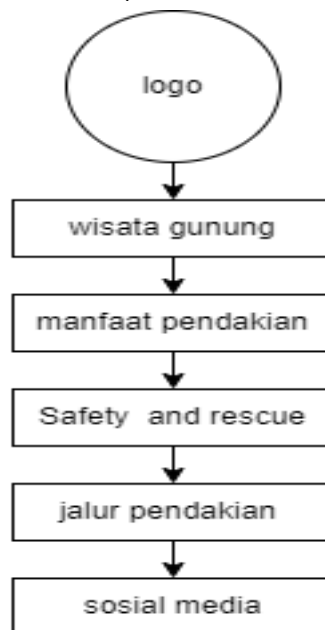 logo
wisata gunung
manfaat pendakian
Safety and rescue
jalur pendakian
sosial media